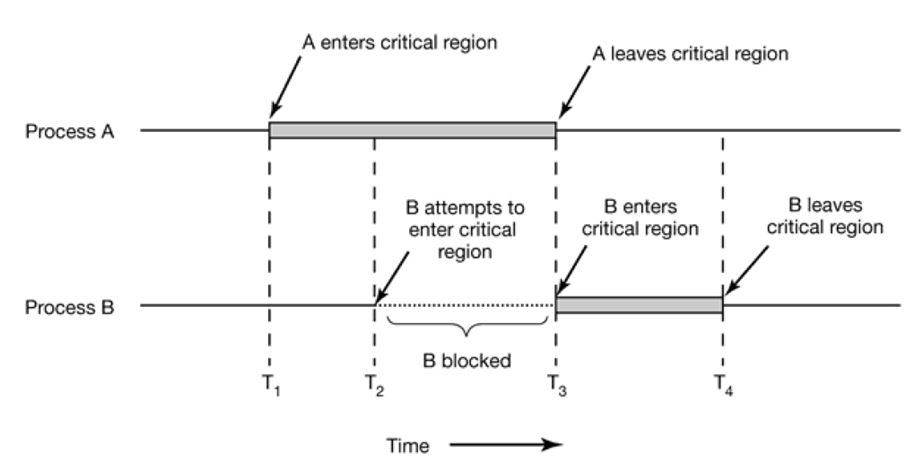 A enters critical region
A leaves critical region
Process A
B attempts to
enter critical
region
B enters
critical region
B leaves
critical region
Process B
B blocked
T1
T2
T3
T4
Time